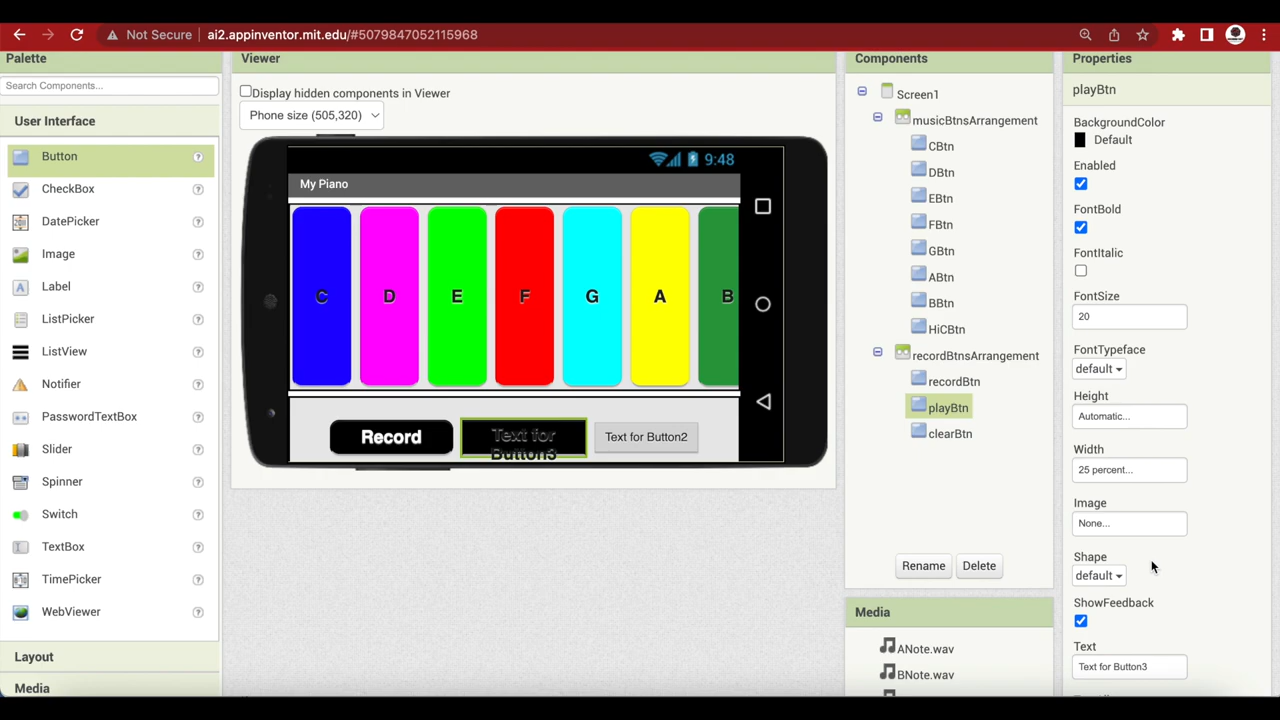 Not Secure
ai2.appinventor.mit.edu/#5079847052115968
Palette
Search Components...
User Interface
Button
CheckBox
DatePicker
Image
Label
ListPicker
ListView
Notifier
PasswordTextBox
Slider
Spinner
Switch
TextBox
TimePicker
WebViewer
Layout
Media
Viewer
Display hidden components in Viewer
Phone size (505,320)
9:48
My Piano
C
D
E
F
G
A
B
Record
Text for
Button3
Text for Button2
Components
Screen1
musicBtnsArrangement
CBtn
DBtn
EBtn
FBtn
GBtn
ABtn
BBtn
HiCBtn
recordBtnsArrangement
recordBtn
playBtn
clearBtn
Rename
Delete
Media
ANote.wav
BNote.wav
Properties
playBtn
BackgroundColor
Default
Enabled
FontBold
FontItalic
FontSize
20
FontTypeface
default
Height
Automatic...
Width
25 percent...
Image
None...
Shape
default
ShowFeedback
Text
Text for Button3